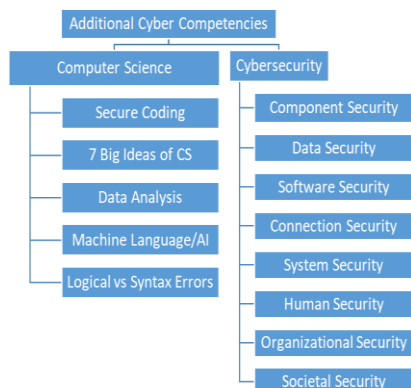 Additional Cyber Competencies
Computer Science
Cybersecurity
Secure Coding
7 Big Ideas of CS
Data Analysis
Machine Language/AI
Logical vs Syntax Errors
Component Security
Data Security
Software Security
Connection Security
System Security
Human Security
Organizational Security
Societal Security